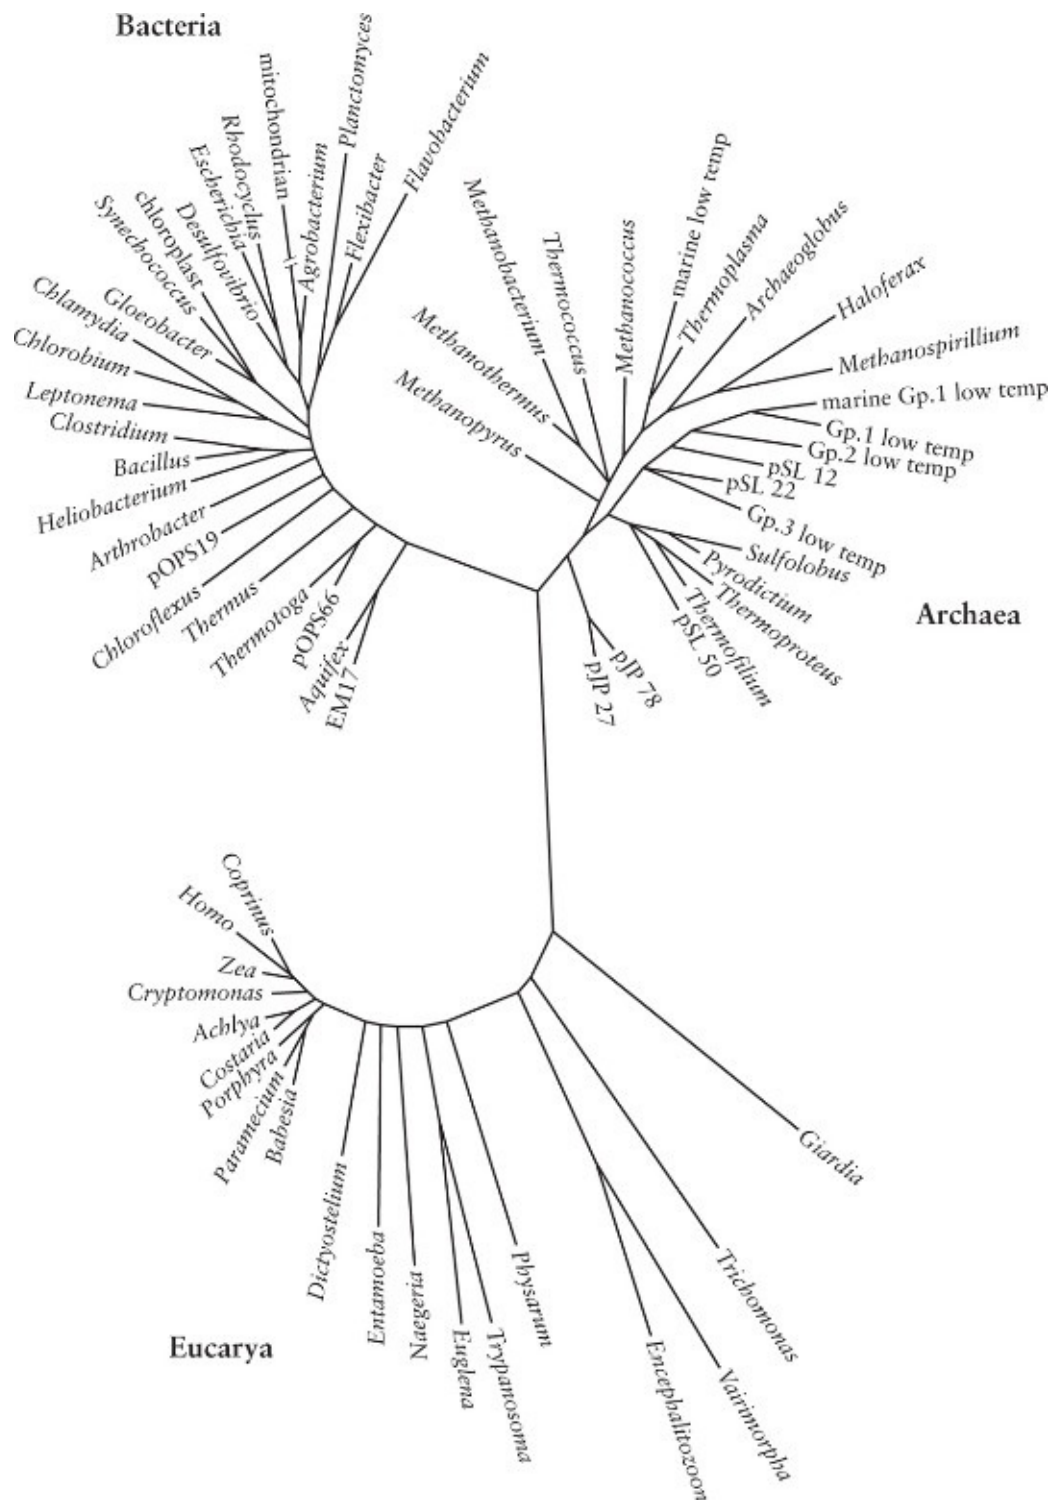 Bacteria
mitochondrian
Planctomyces
Flavobacterium
Rhodocyclus
Escherichia
Agrobacterium
Flexibacter
Desulfovibrio
chloroplast
Synechococcus
Gloeobacter
Chlamydia
Chlorobium
Leptonema
Clostridium
Bacillus
Heliobacterium
Arthrobacter
pOPS19
Chloroflexus
Thermus
Thermotoga
pOPS66
Aquifex
EM17
Methanopyrus
Methanothermus
Methanobacterium
Thermococcus
Methanococcus
marine low temp
Thermoplasma
Archaeoglobus
Haloferax
Methanospirillium
marine Gp.1 low temp
Gp.1 low temp
Gp.2 low temp
pSL 12
pSL 22
Gp.3 low temp
Sulfolobus
Pyrodictium
Thermoproteus
Thermofilium
pSL 50
pJP 78
pJP 27
Archaea
Coprinus
Homo
Zea
Cryptomonas
Achlya
Costaria
Porphyra
Paramecium
Babesia
Dictyostelium
Entamoeba
Naegeria
Euglena
Trypanosoma
Physarum
Encephalitozoon
Vairimorpha
Trichomonas
Giardia
Eucarya